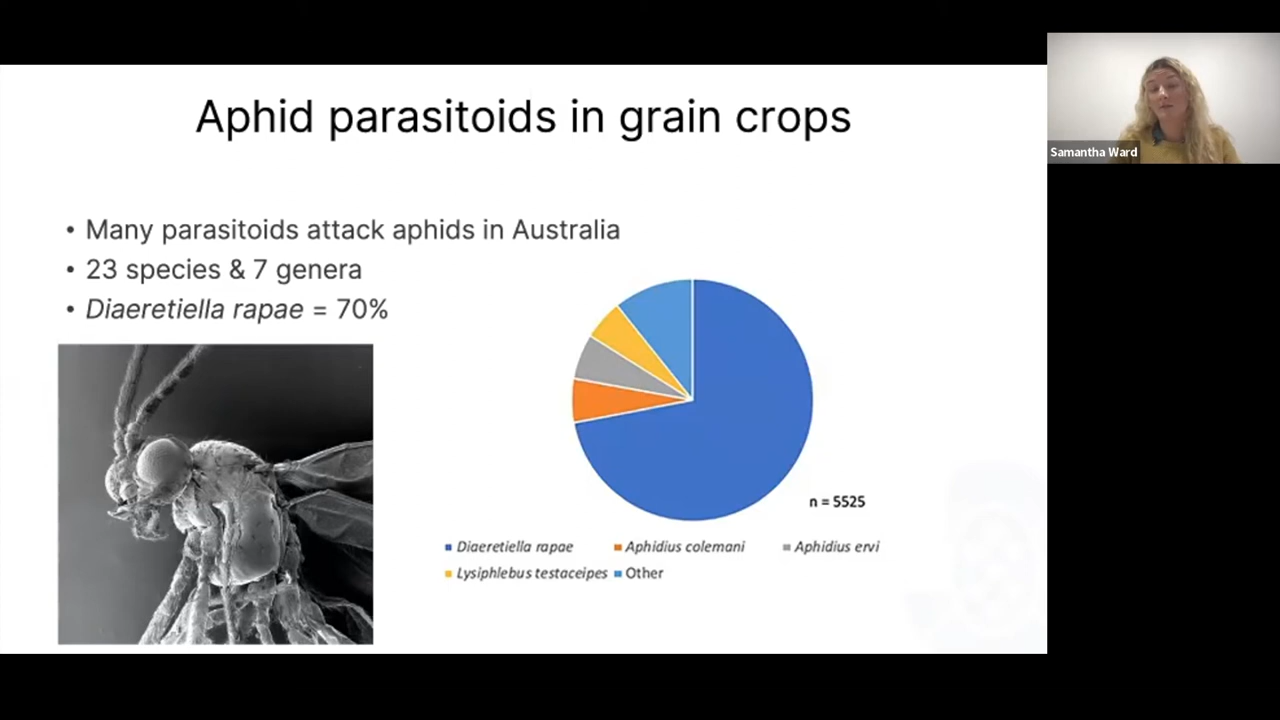 Aphid parasitoids in grain crops
Samantha Ward
• Many parasitoids attack aphids in Australia
• 23 species & 7 genera
• Diaeretiella rapae = 70%
n = 5525
Diaeretiella rapae Aphidius colemani Aphidius ervi
Lysiphlebus testaceipes Other